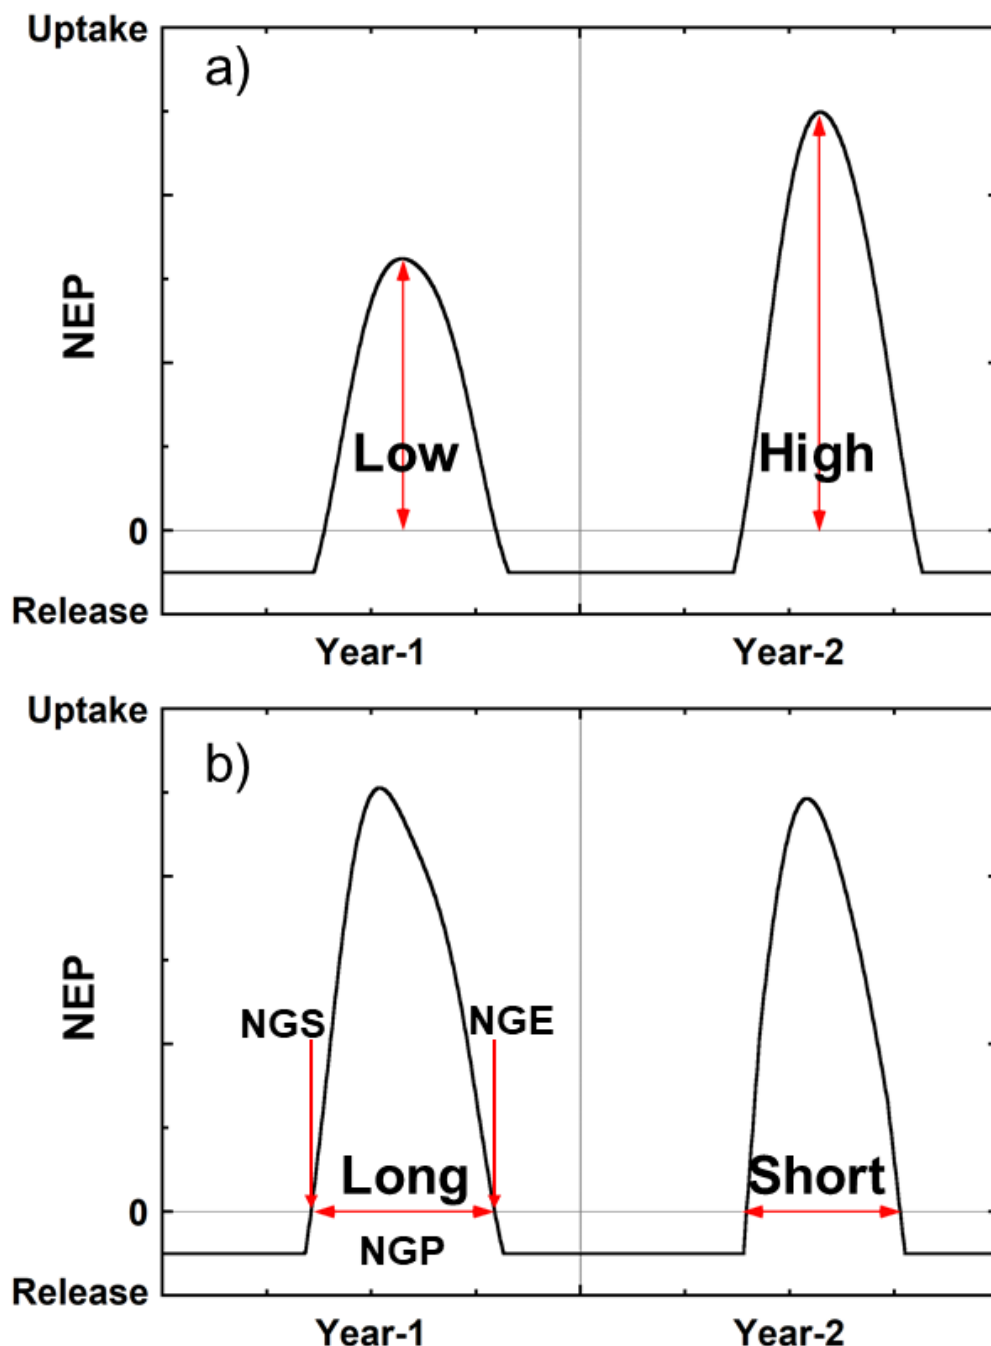 Uptake
a)
NEP
Low
High
0
Release
Year-1
Year-2
Uptake
b)
NEP
NGS
NGE
Long
Short
0
NGP
Release
Year-1
Year-2